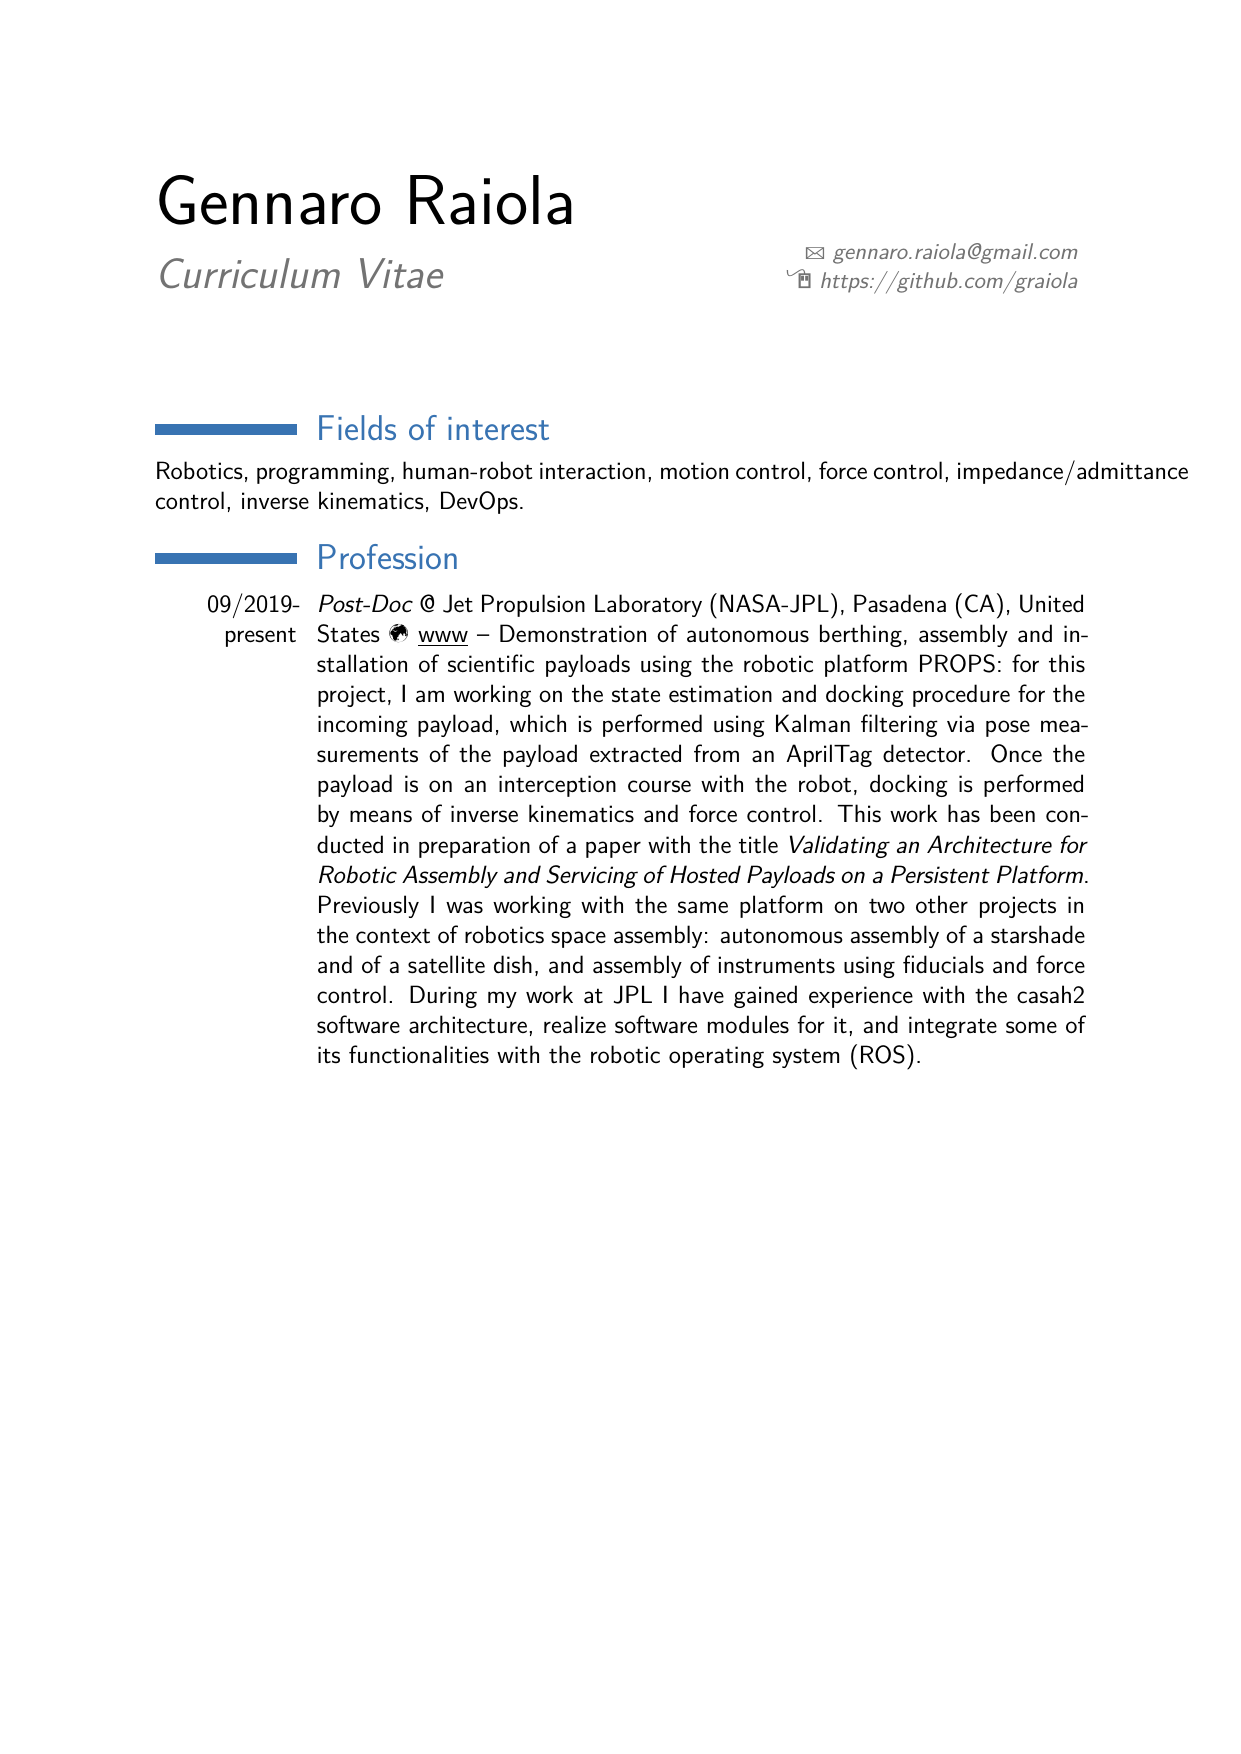 Gennaro Raiola
Curriculum Vitae
gennaro.raiola@gmail.com
https://github.com/graiola
Fields of interest
Robotics, programming, human-robot interaction, motion control, force control, impedance/admittance
control, inverse kinematics, DevOps.
Profession
09/2019-
present
Post-Doc @ Jet Propulsion Laboratory (NASA-JPL), Pasadena (CA), United
States www – Demonstration of autonomous berthing, assembly and in-
stallation of scientific payloads using the robotic platform PROPS: for this
project, I am working on the state estimation and docking procedure for the
incoming payload, which is performed using Kalman filtering via pose mea-
surements of the payload extracted from an AprilTag detector. Once the
payload is on an interception course with the robot, docking is performed
by means of inverse kinematics and force control. This work has been con-
ducted in preparation of a paper with the title Validating an Architecture for
Robotic Assembly and Servicing of Hosted Payloads on a Persistent Platform.
Previously I was working with the same platform on two other projects in
the context of robotics space assembly: autonomous assembly of a starshade
and of a satellite dish, and assembly of instruments using fiducials and force
control. During my work at JPL I have gained experience with the casah2
software architecture, realize software modules for it, and integrate some of
its functionalities with the robotic operating system (ROS).